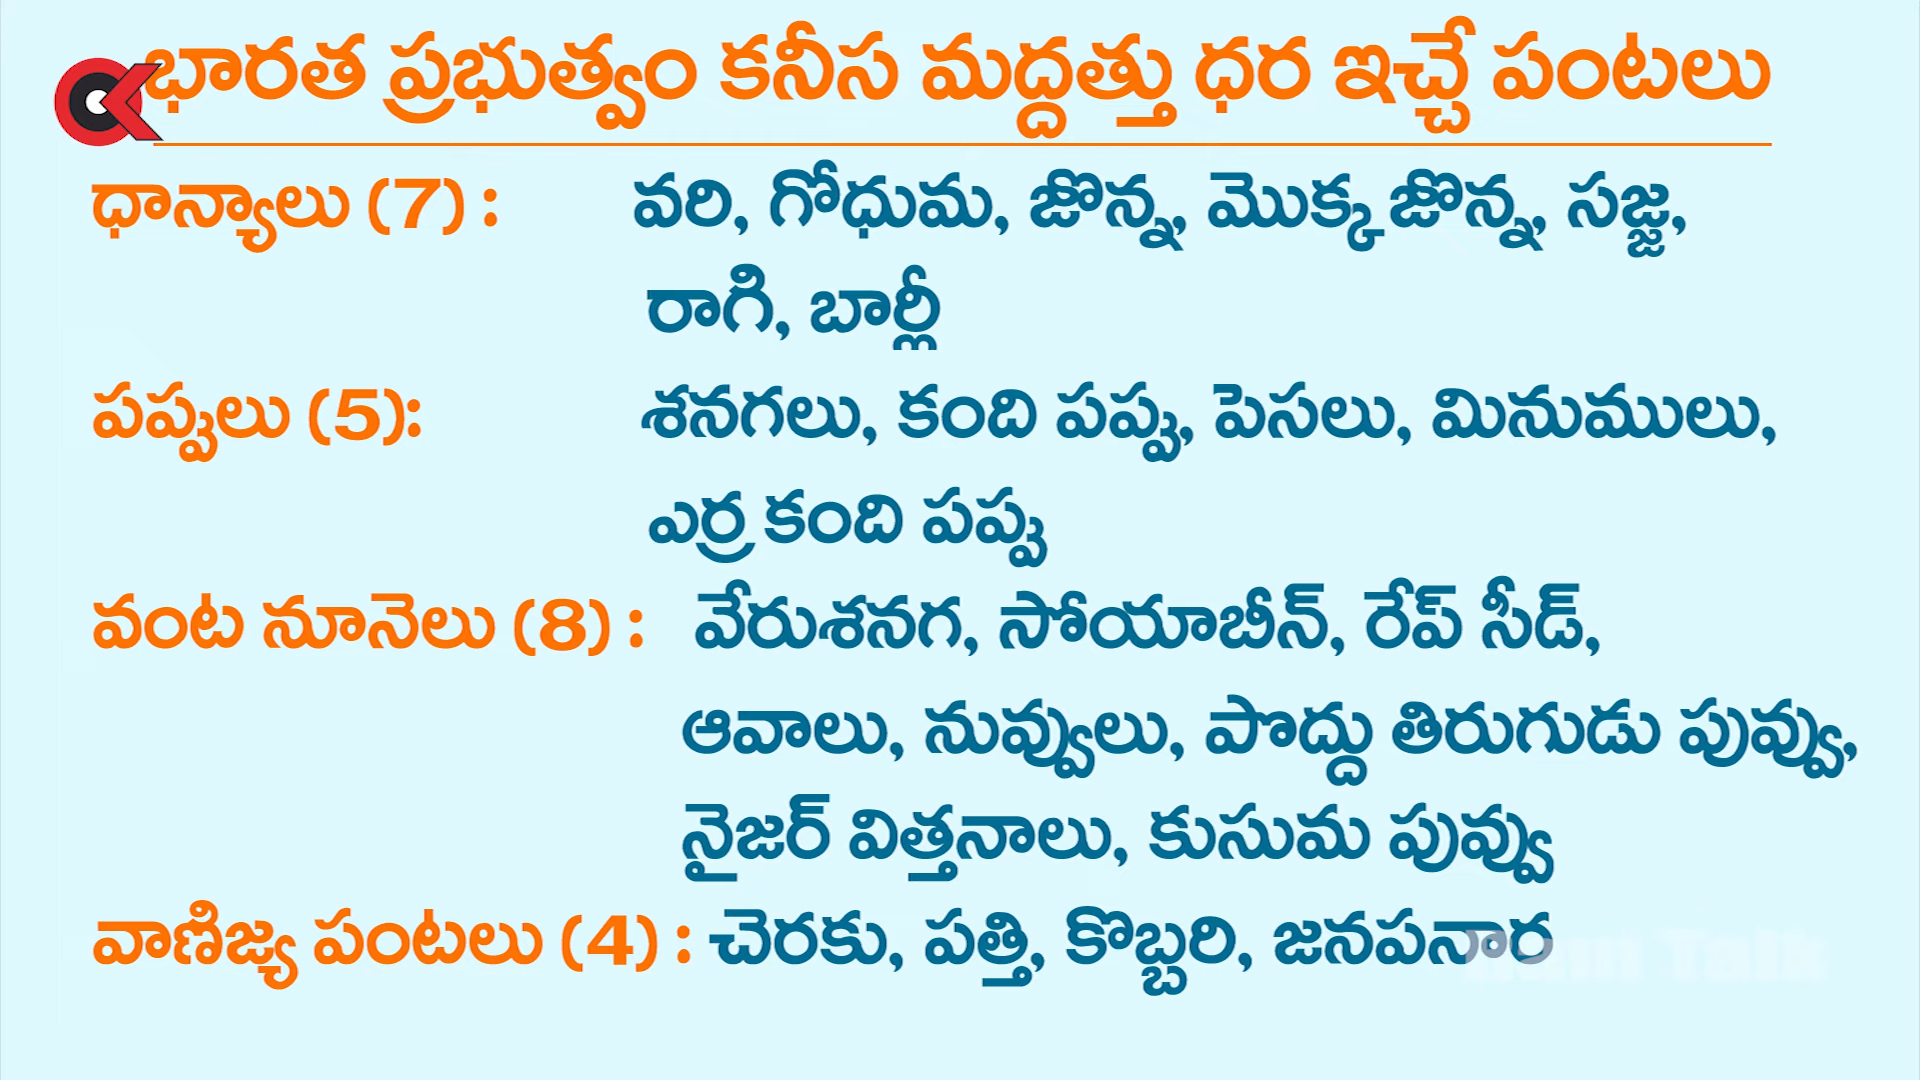 భారత ప్రభుత్వం కనీస మద్దత్తు ధర ఇచ్చే పంటలు
ధాన్యాలు (7) : వరి, గోధుమ, జొన్న, మొక్క జొన్న, సజ్జ,
రాగి, బార్లీ
పప్పులు (5): శనగలు, కంది పప్పు, పెసలు, మినుములు,
ఎర్ర కంది పప్పు
వంట నూనెలు (8) : వేరుశనగ, సోయాబీన్, రేప్ సీడ్,
ఆవాలు, నువ్వులు, పొద్దు తిరుగుడు పువ్వు,
నైజర్ విత్తనాలు, కుసుమ పువ్వు
వాణిజ్య పంటలు (4) : చెరకు, పత్తి, కొబ్బరి, జనపనార
Talk